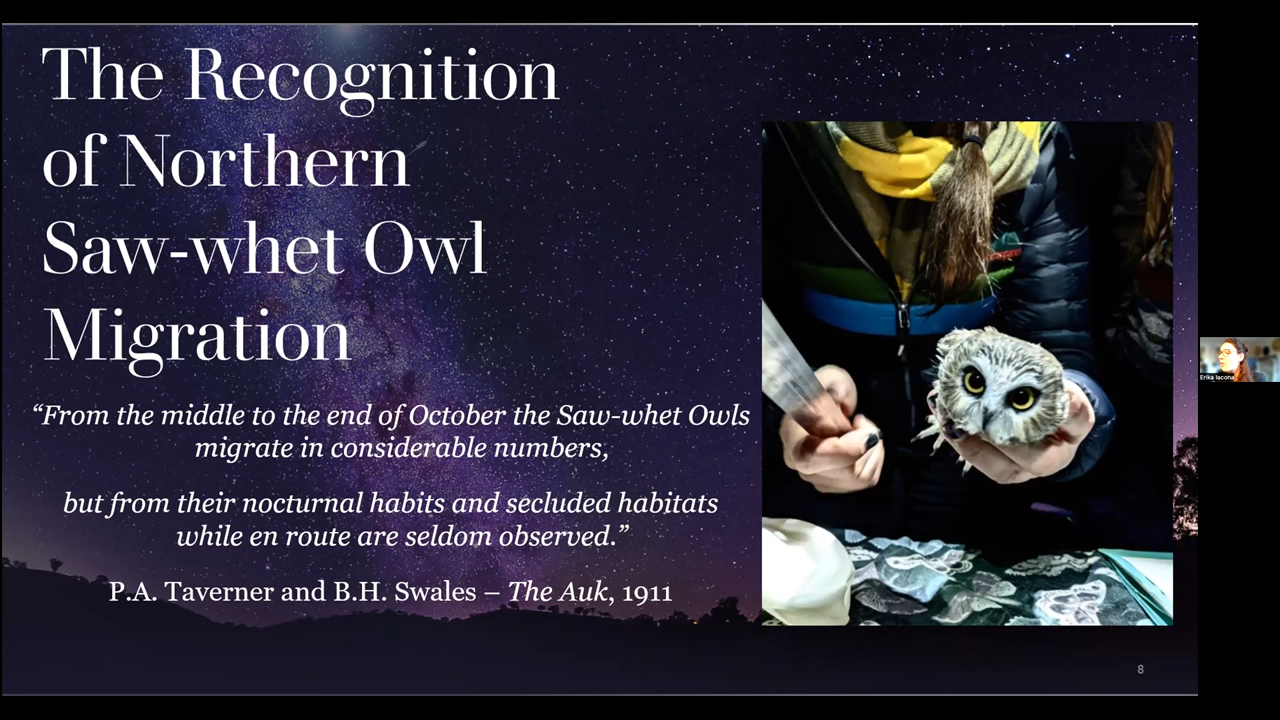 The Recognition
of Northern
Saw-whet Owl
Migration
“From the middle to the end of October the Saw-whet Owls
migrate in considerable numbers,
but from their nocturnal habits and secluded habitats
while en route are seldom observed.”
P.A. Taverner and B.H. Swales – The Auk, 1911
8
Erika Iacona